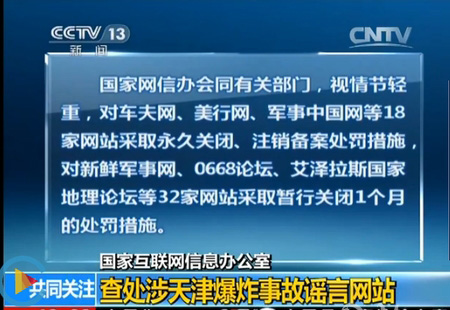 CCTV 13
新闻
CNTV
国家网信办会同有关部门，视情节轻
重，对车夫网、美行网、军事中国网等18
家网站采取永久关闭、注销备案处罚措施，
对新鲜军事网、0668论坛、艾泽拉斯国家
地理论坛等32家网站采取暂行关闭1个月
的处罚措施。
国家互联网信息办公室
共同关注
查处涉天津爆炸事故谣言网站